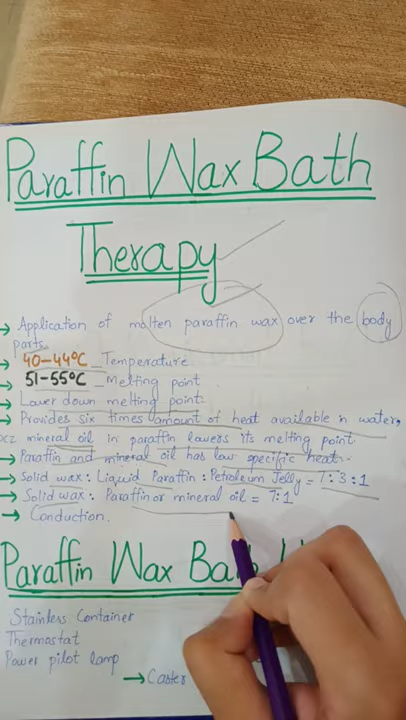 Paraffin Wax Bath
Therapy
→ Application of molten paraffin wax over the body
parts.
→ 40-44°C Temperature
→ 51-55°C Melting point
→ Lower down melting point.
→ Provides six times amount of heat available in water,
bcz mineral oil in paraffin lowers its melting point.
→ Paraffin and mineral oil has low specific heat.
→ Solid wax: Liquid Paraffin: Petroleum Jelly = 7:3:1
→ Solid wax: Paraffin or mineral oil = 7:1
→ Conduction.
Paraffin Wax Bath
Stainless Container
Thermostat
Power pilot lamp
→ Caster